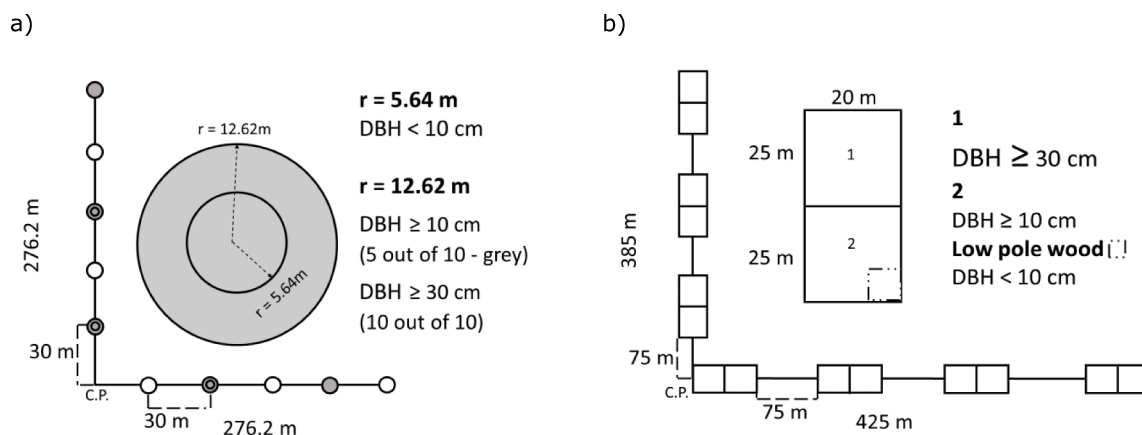 a)
r = 5.64 m
DBH < 10 cm
r = 12.62m
r = 12.62 m
DBH ≥ 10 cm
(5 out of 10 - grey)
DBH ≥ 30 cm
(10 out of 10)
r = 5.64m
276.2 m
30 m
C.P.
30 m
276.2 m
b)
20 m
1
25 m
1
DBH ≥ 30 cm
2
DBH ≥ 10 cm
25 m
2
Low pole wood
DBH < 10 cm
385 m
75 m
C.P.
75 m
425 m